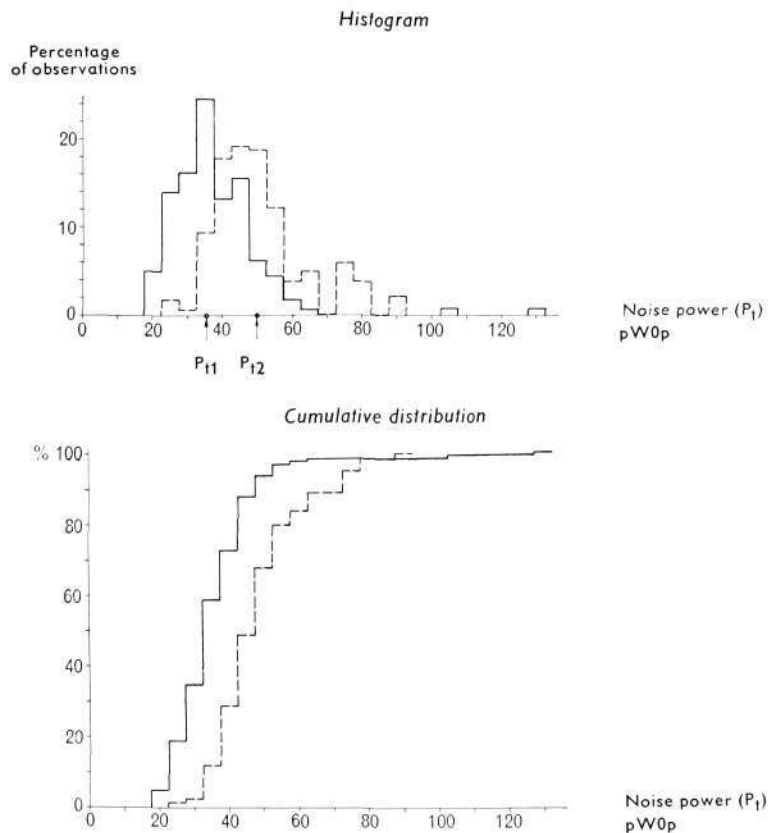 Histogram
Percentage
of observations
20
10
0
0 20 40 60 80 100 120
Noise power (Pt)
pW0p
Pt1 Pt2
Cumulative distribution
% 100
80
60
40
20
0
0 20 40 60 80 100 120
Noise power (Pt)
pW0p